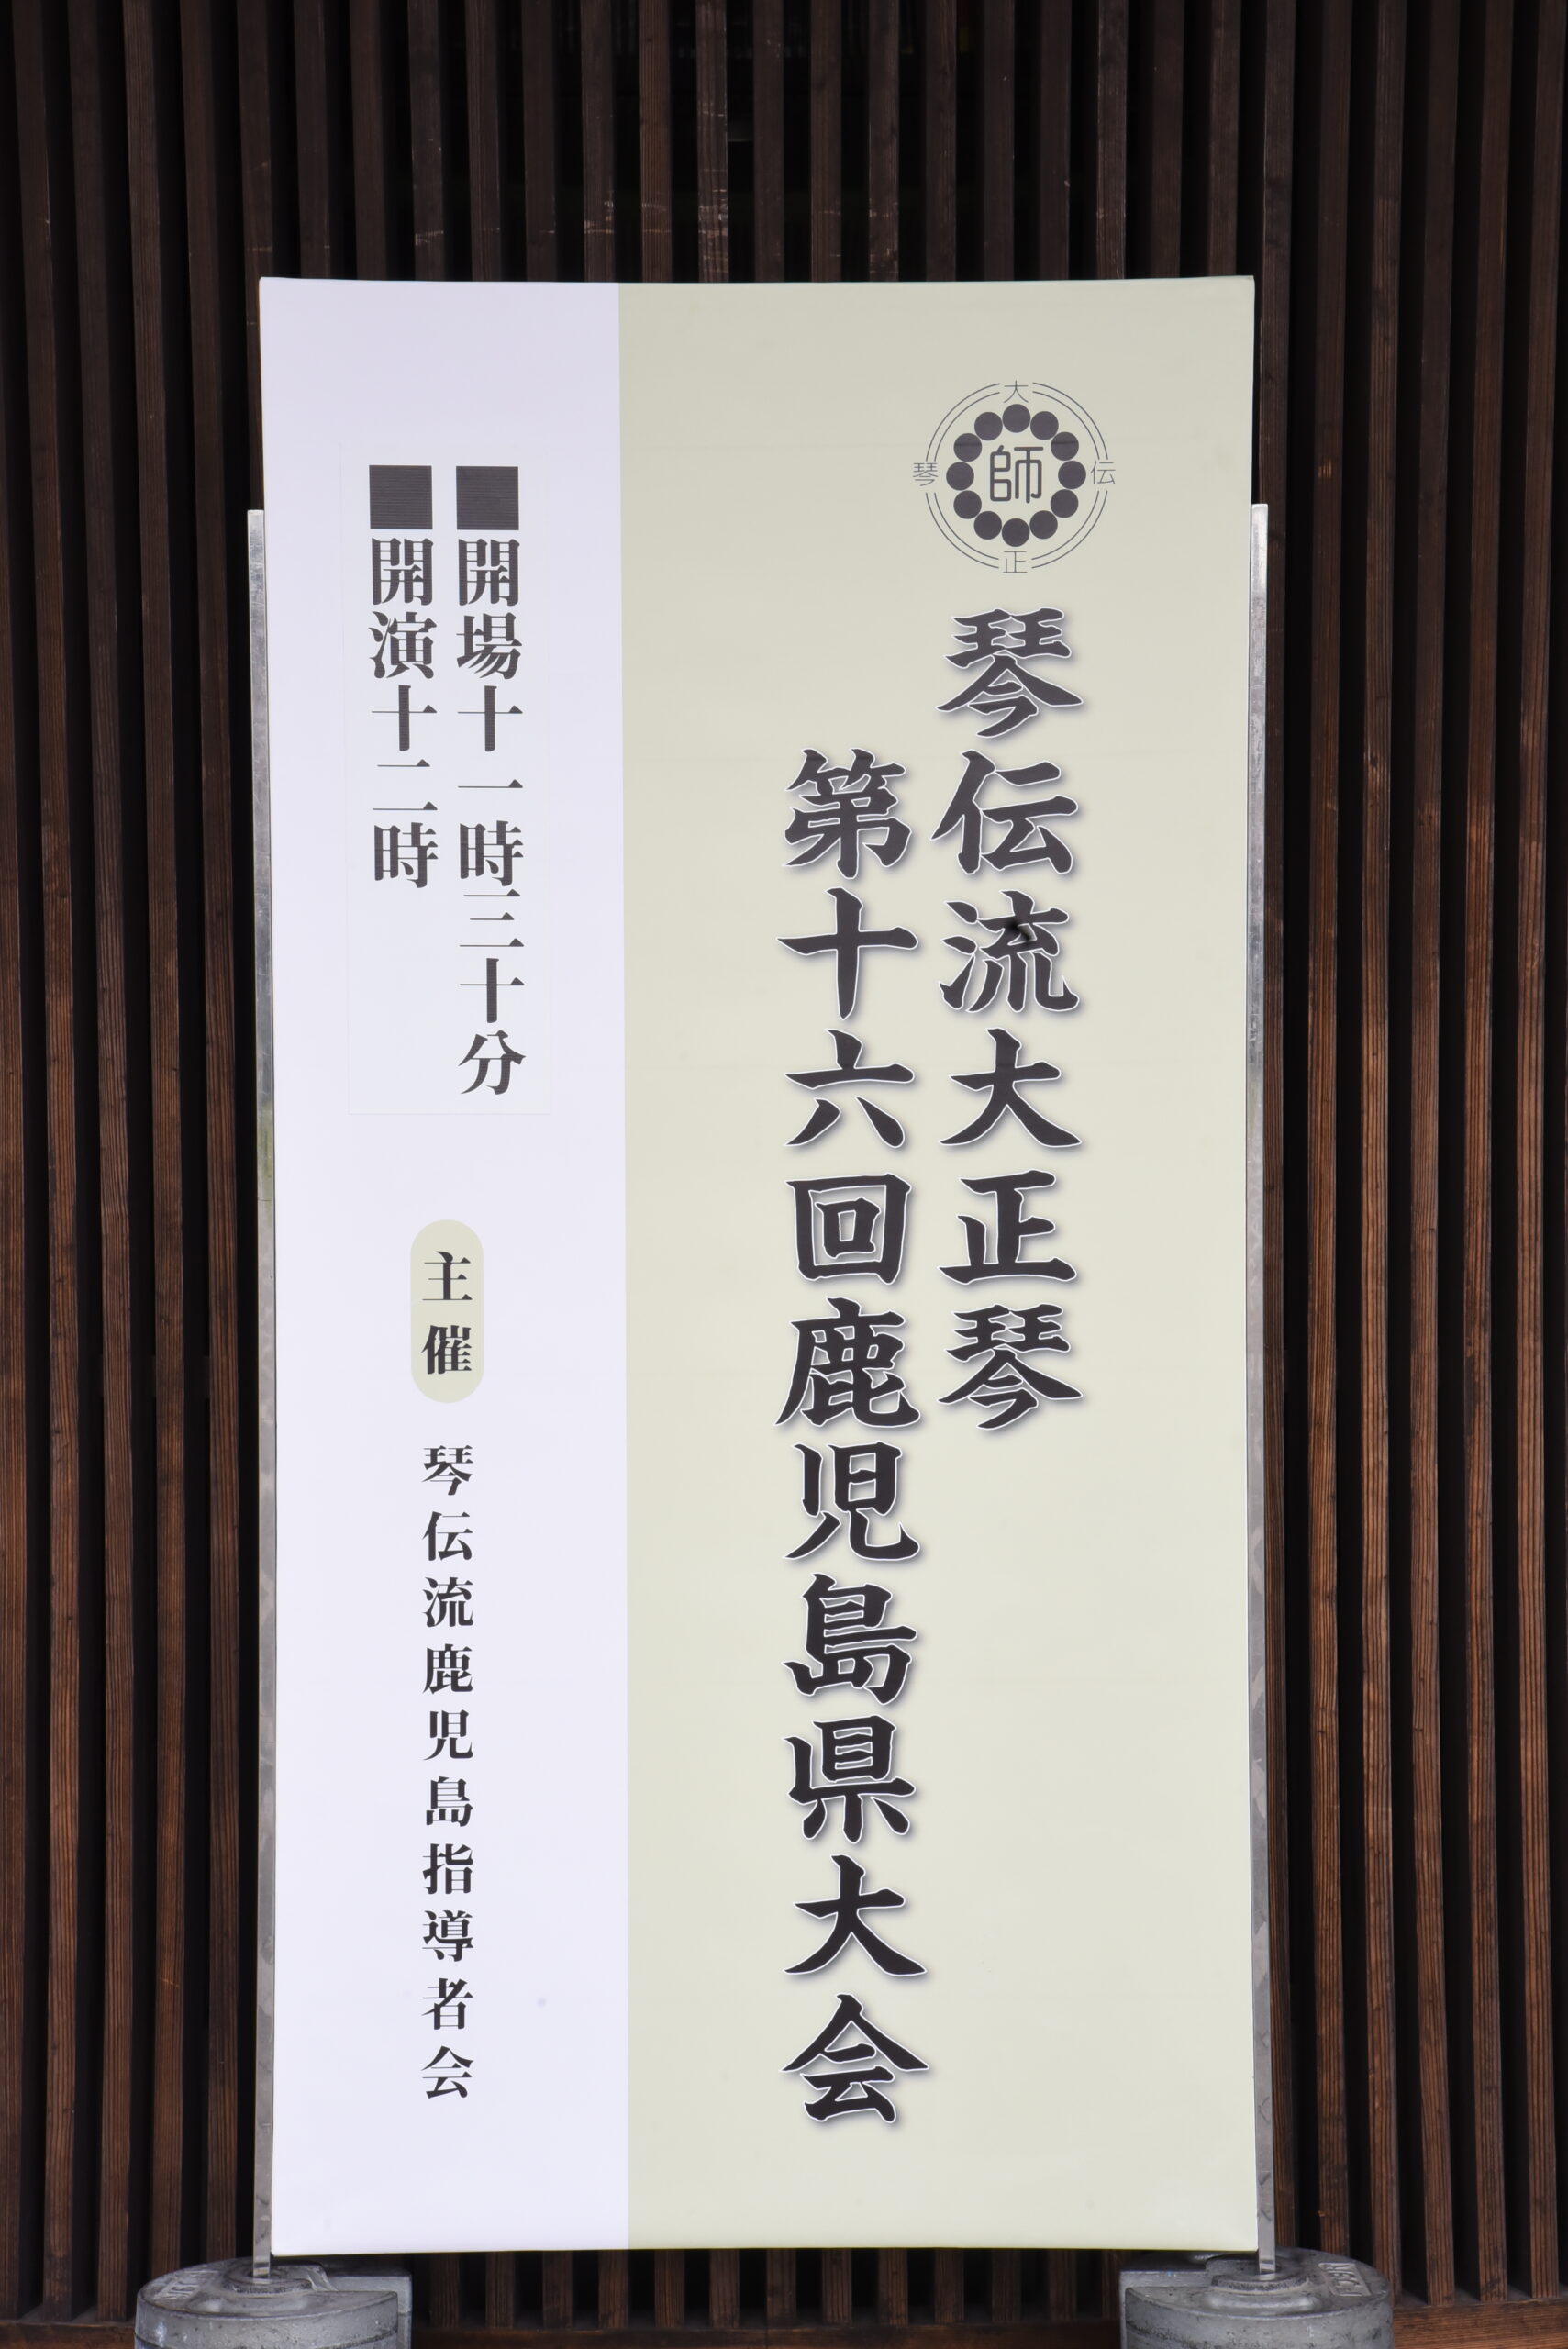 大
琴 師 伝
正
琴伝流大正琴
第十六回鹿児島県大会
■開場十一時三十分
■開演十二時
主催
琴伝流鹿児島指導者会